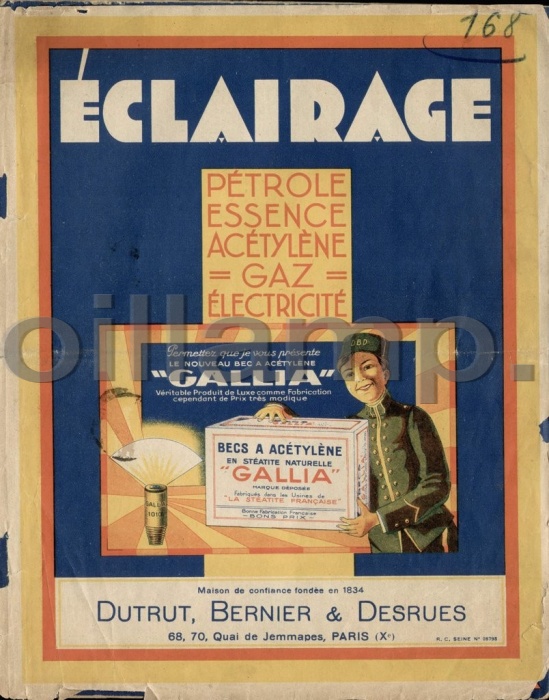 168
ÉCLAIRAGE
PÉTROLE
ESSENCE
ACÉTYLÈNE
= GAZ =
ÉLECTRICITÉ
oillamp.
Permettez que je vous présente
LE NOUVEAU BEC A ACÉTYLÈNE
"GALLIA"
Véritable Produit de Luxe comme Fabrication
cependant de Prix très modique
DBD
BECS A ACÉTYLÈNE
EN STÉATITE NATURELLE
"GALLIA"
MARQUE DÉPOSÉE
Fabriqués dans les Usines de
"LA STÉATITE FRANÇAISE"
Bonne Fabrication Française
- BONS PRIX -
GALLIA
Maison de confiance fondée en 1834
DUTRUT, BERNIER & DESRUES
68, 70, Quai de Jemmapes, PARIS (Xe)